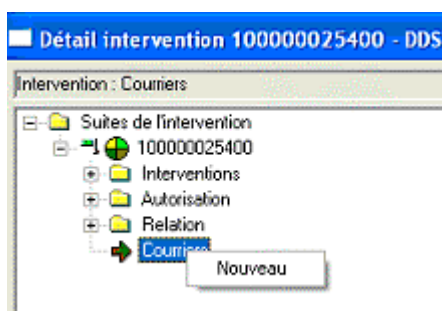 Détail intervention 100000025400 - DDS
Intervention : Courriers
Suites de l'intervention
100000025400
Interventions
Autorisation
Relation
Courriers
Nouveau